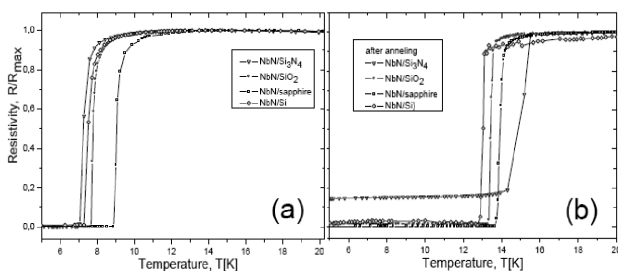 1,0
0,8
0,6
0,4
0,2
0,0
Resistivity, R/Rmax
NbN/Si3N4
NbN/SiO2
NbN/sapphire
NbN/Si
(a)
6 8 10 12 14 16 18 20
Temperature, T[K]
after anneling
NbN/Si3N4
NbN/SiO2
NbN/sapphire
NbN/Si
(b)
6 8 10 12 14 16 18 20
Temperature, T[K]